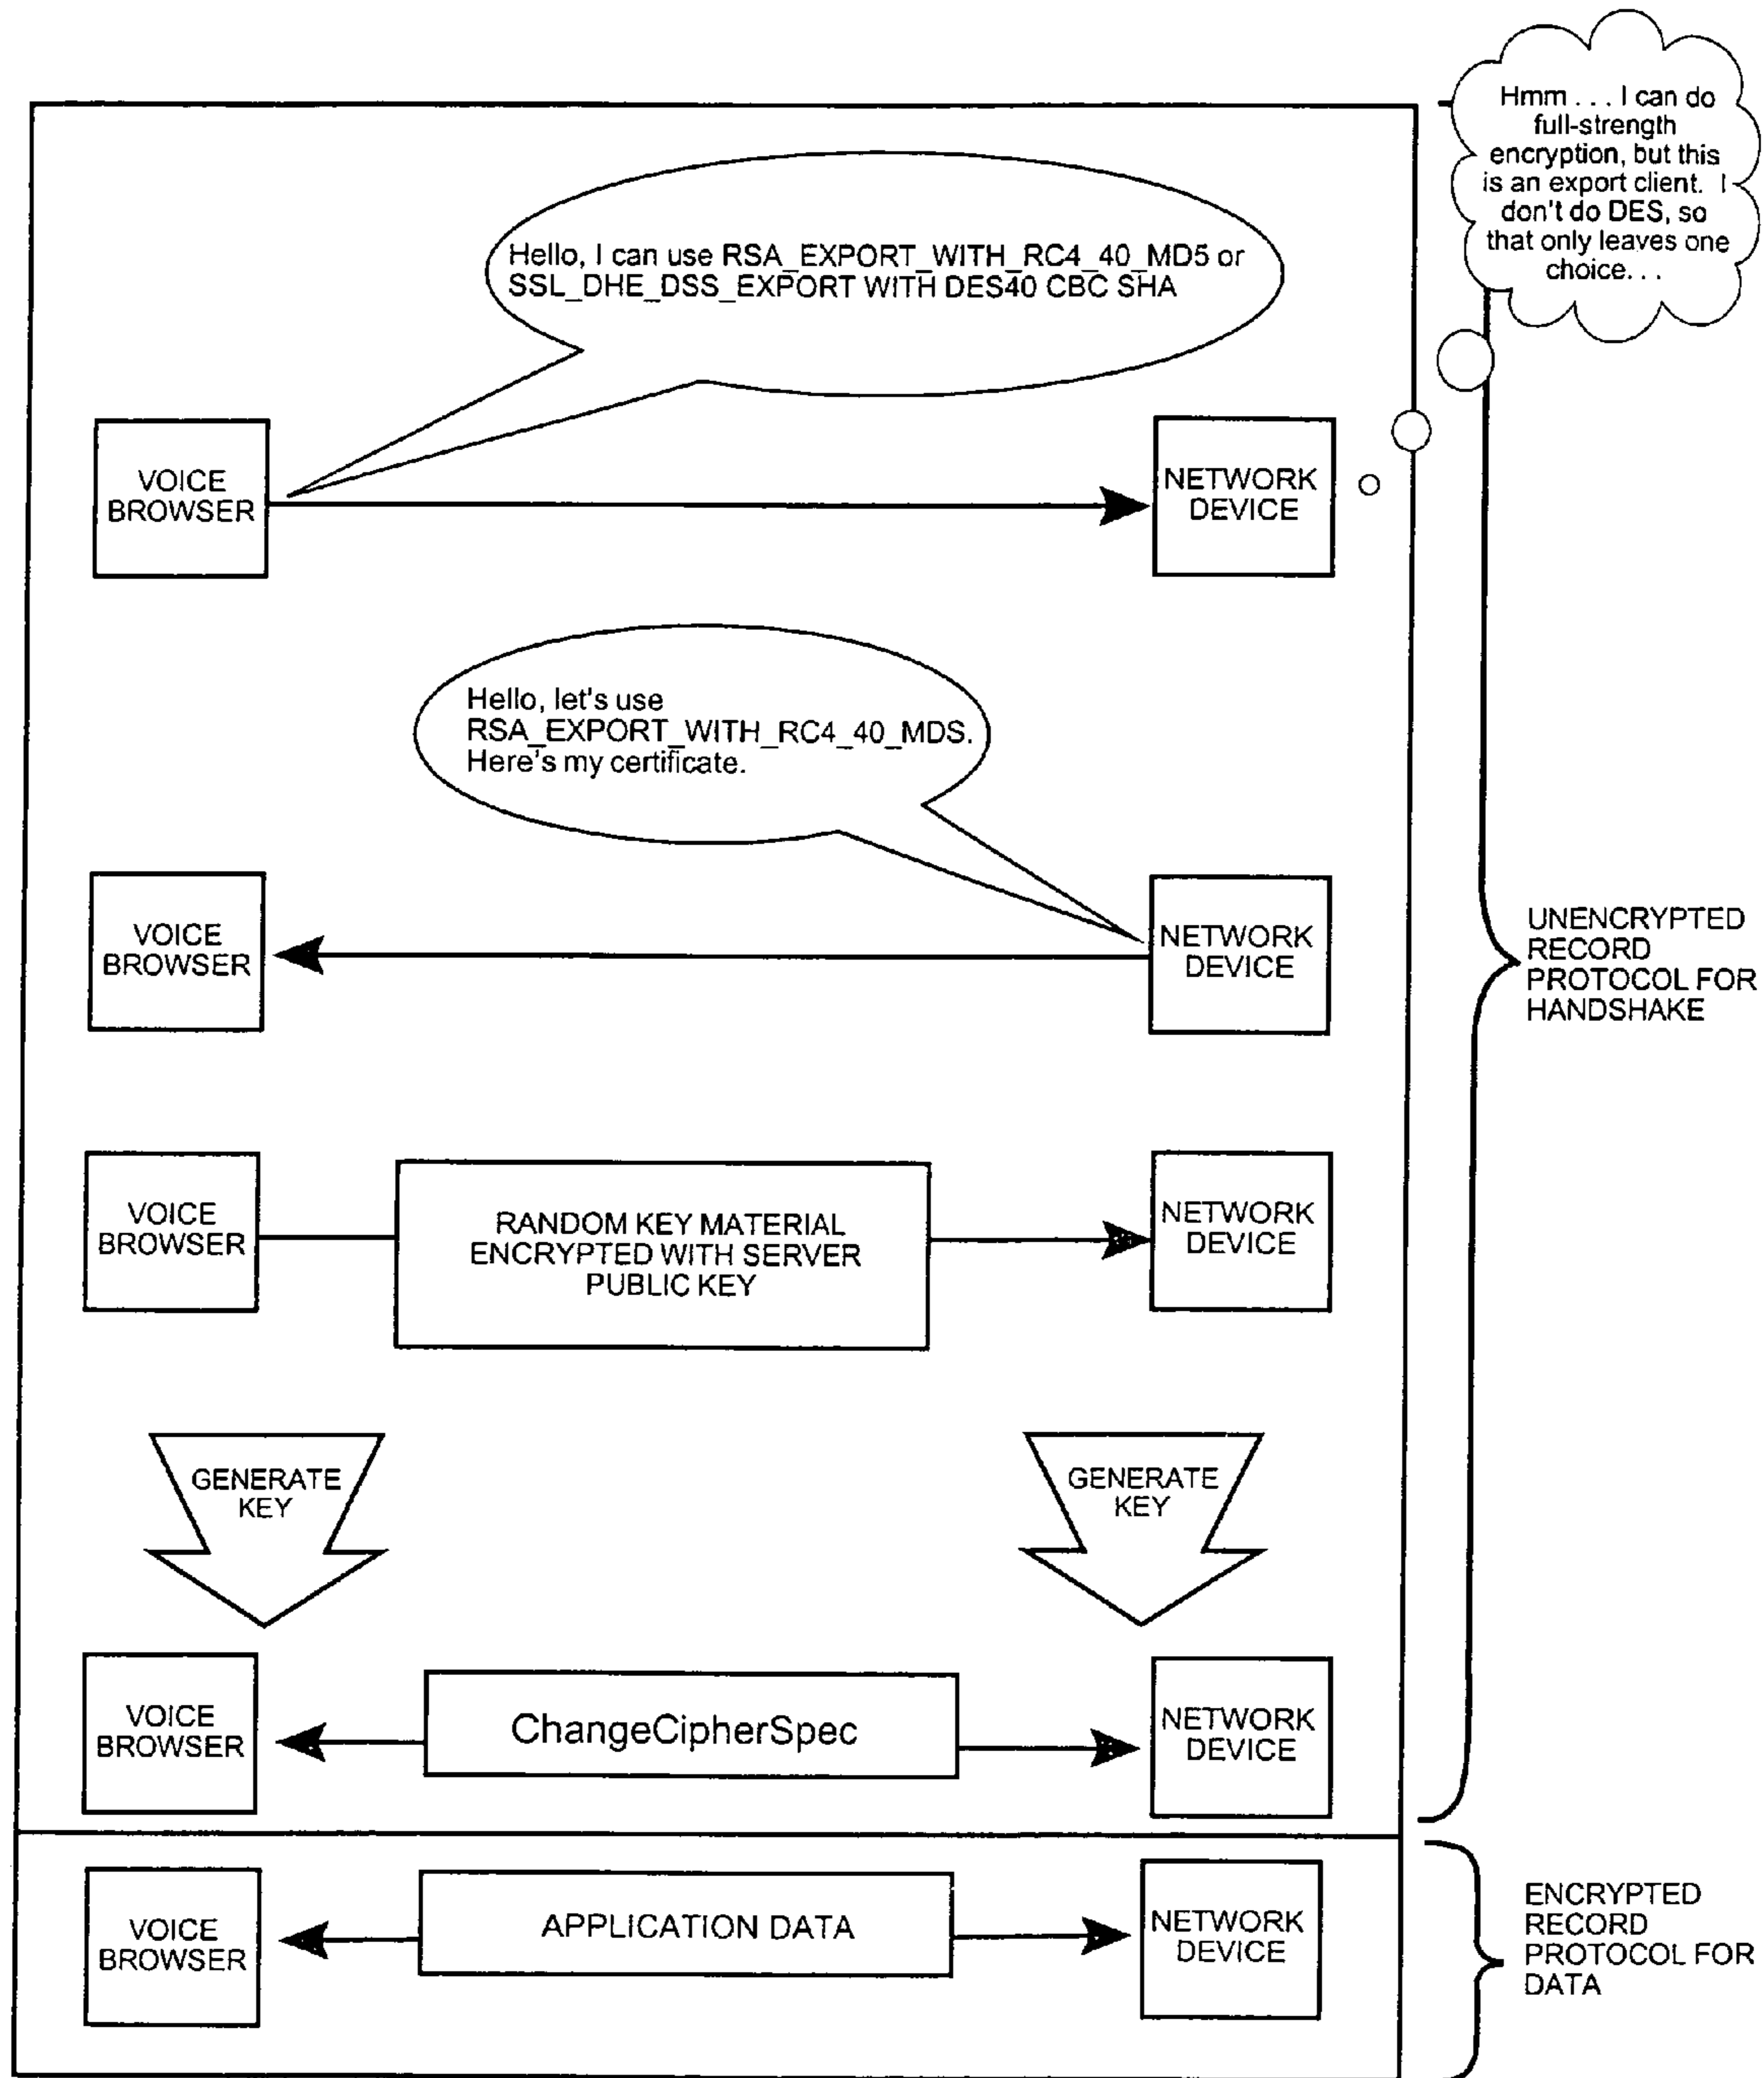 Hmm . . . I can do
full-strength
encryption, but this
is an export client. I
don't do DES, so
that only leaves one
choice. . .
Hello, I can use RSA_EXPORT_WITH_RC4_40_MD5 or
SSL_DHE_DSS_EXPORT WITH DES40 CBC SHA
VOICE
BROWSER
NETWORK
DEVICE
Hello, let's use
RSA_EXPORT_WITH_RC4_40_MDS.
Here's my certificate.
VOICE
BROWSER
NETWORK
DEVICE
UNENCRYPTED
RECORD
PROTOCOL FOR
HANDSHAKE
VOICE
BROWSER
RANDOM KEY MATERIAL
ENCRYPTED WITH SERVER
PUBLIC KEY
NETWORK
DEVICE
GENERATE
KEY
GENERATE
KEY
VOICE
BROWSER
ChangeCipherSpec
NETWORK
DEVICE
VOICE
BROWSER
APPLICATION DATA
NETWORK
DEVICE
ENCRYPTED
RECORD
PROTOCOL FOR
DATA